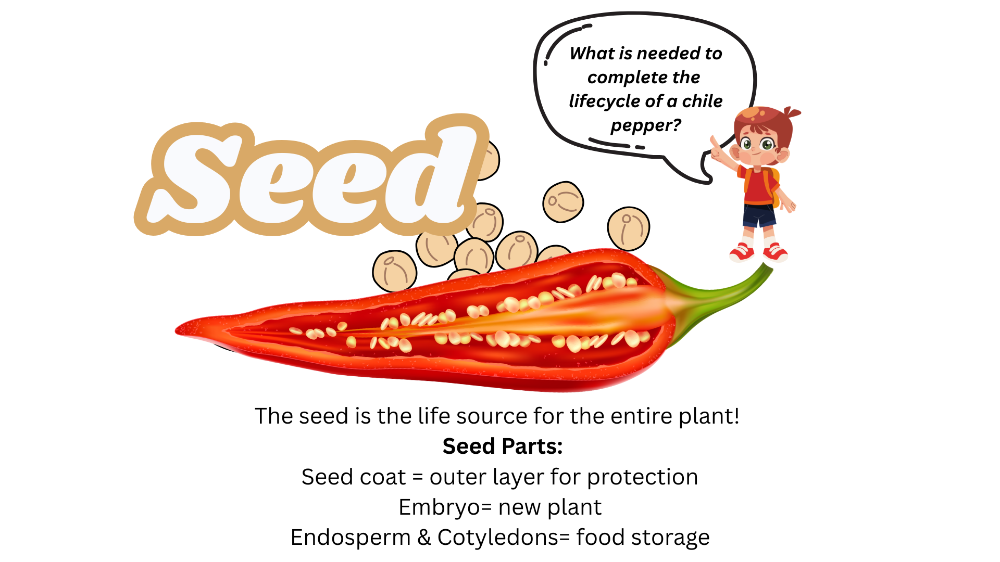 What is needed to
complete the
lifecycle of a chile
pepper?
Seed
The seed is the life source for the entire plant!
Seed Parts:
Seed coat = outer layer for protection
Embryo= new plant
Endosperm & Cotyledons= food storage